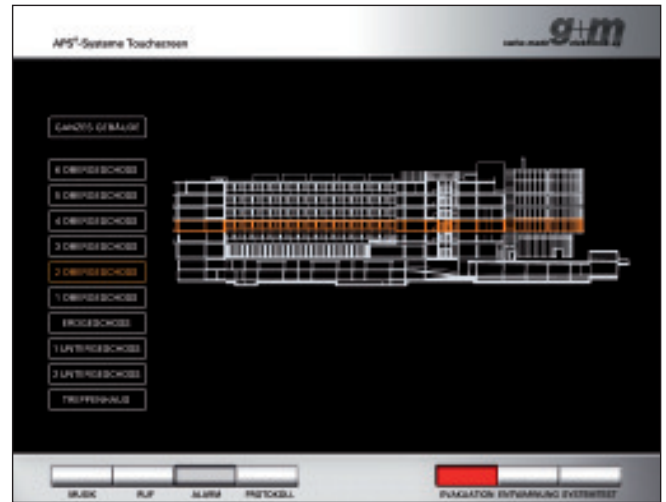 APS®-Systeme Touchscreen
g+m
GANZES GEBÄUDE
6 OBERGESCHOSS
5 OBERGESCHOSS
4 OBERGESCHOSS
3 OBERGESCHOSS
2 OBERGESCHOSS
1 OBERGESCHOSS
ERDGESCHOSS
1 UNTERGESCHOSS
2 UNTERGESCHOSS
TREPPENHAUS
MUSIK RUF ALARM PROTOKOLL EVAKUATION ENTWARNUNG SYSTEMTEST